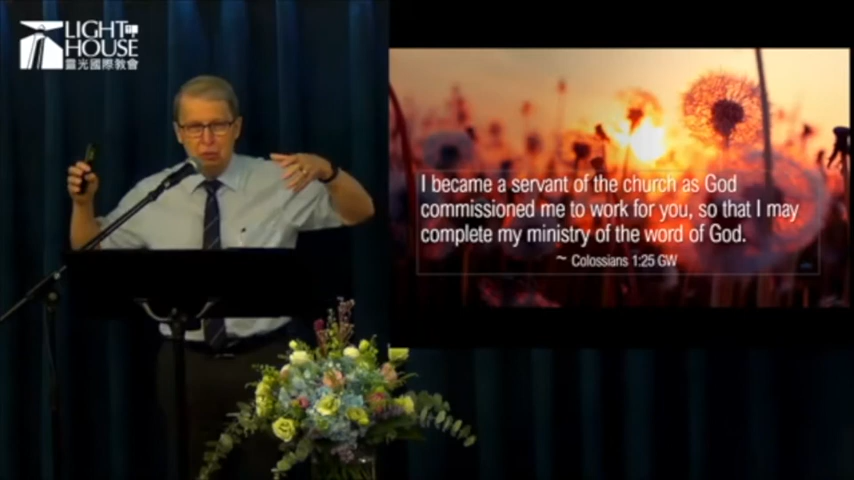 LIGHT
HOUSE
靈光國際教會
I became a servant of the church as God
commissioned me to work for you, so that I may
complete my ministry of the word of God.
~ Colossians 1:25 GW